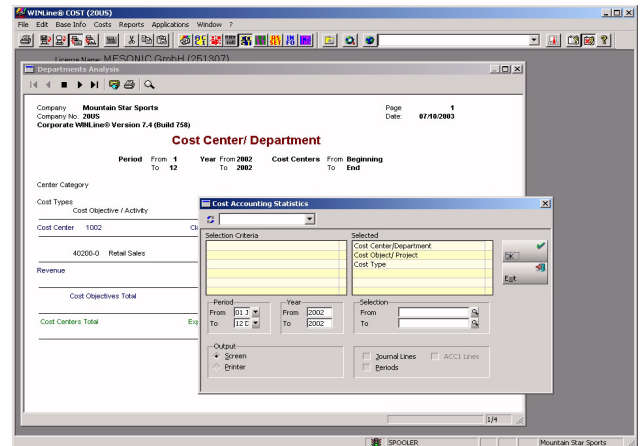 WINLine® COST (20US)
File Edit Base Info Costs Reports Applications Window ?
License Name: MESONIC GmbH (251307)
Departments Analysis
Company Mountain Star Sports
Company No. 20US
Corporate WINLine® Version 7.4 (Build 758)
Page 1
Date: 07/10/2003
Cost Center/ Department
Period From 1 Year From 2002 Cost Centers From Beginning
To 12 To 2002 To End
Center Category
Cost Types
Cost Objective / Activity
Cost Center 1002
40200-0 Retail Sales
Revenue
Cost Objectives Total
Cost Centers Total
Cost Accounting Statistics
Selection Criteria
Selected
Cost Center/Department
Cost Object/ Project
Cost Type
OK
Exit
Period
From 01 J
To 12 D
Year
From 2002
To 2002
Selection
From
To
Output
Screen
Printer
Journal Lines
ACC1 Lines
Periods
1/4
SPOOLER
Mountain Star Sports